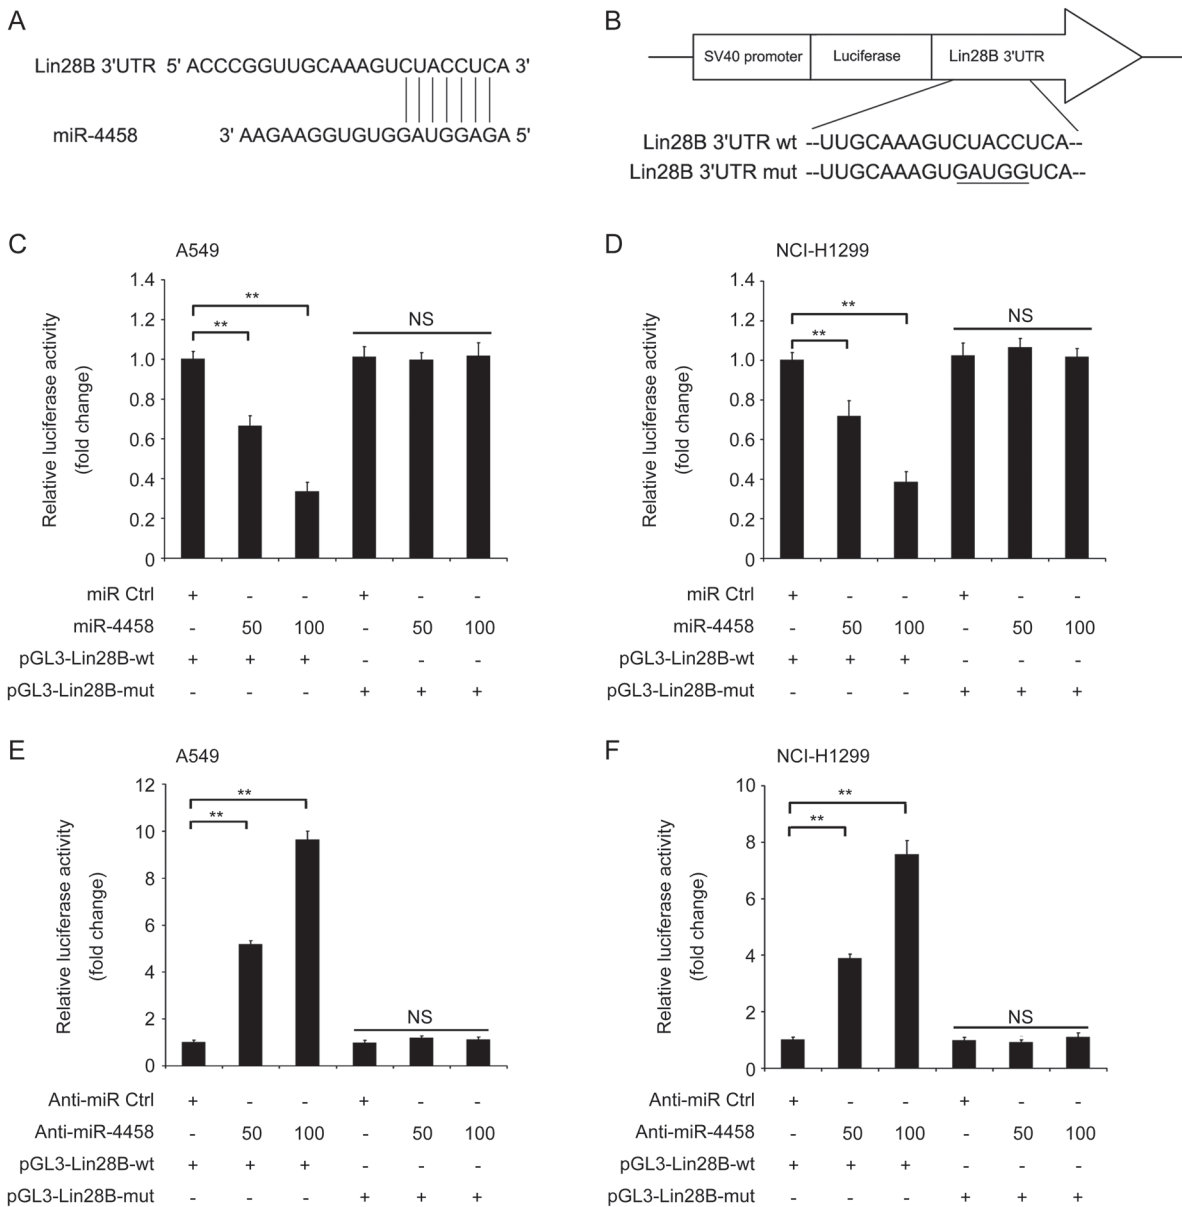 A
Lin28B 3'UTR 5' ACCCGGUUGCAAAGUCUACCUCA 3'
miR-4458 3' AAGAAGGUGUGGAUGGAGA 5'
B
SV40 promoter Luciferase Lin28B 3'UTR
Lin28B 3'UTR wt --UUGCAAAGUCUACCUCA--
Lin28B 3'UTR mut --UUGCAAAGUGAUGGUCA--
C
A549
Relative luciferase activity
(fold change)
1.4
1.2
1.0
0.8
0.6
0.4
0.2
0
**
**
NS
miR Ctrl + - - + - -
miR-4458 - 50 100 - 50 100
pGL3-Lin28B-wt + + + - - -
pGL3-Lin28B-mut - - - + + +
D
NCI-H1299
Relative luciferase activity
(fold change)
1.4
1.2
1.0
0.8
0.6
0.4
0.2
0
**
**
NS
miR Ctrl + - - + - -
miR-4458 - 50 100 - 50 100
pGL3-Lin28B-wt + + + - - -
pGL3-Lin28B-mut - - - + + +
E
A549
Relative luciferase activity
(fold change)
12
10
8
6
4
2
0
**
**
NS
Anti-miR Ctrl + - - + - -
Anti-miR-4458 - 50 100 - 50 100
pGL3-Lin28B-wt + + + - - -
pGL3-Lin28B-mut - - - + + +
F
NCI-H1299
Relative luciferase activity
(fold change)
10
8
6
4
2
0
**
**
NS
Anti-miR Ctrl + - - + - -
Anti-miR-4458 - 50 100 - 50 100
pGL3-Lin28B-wt + + + - - -
pGL3-Lin28B-mut - - - + + +